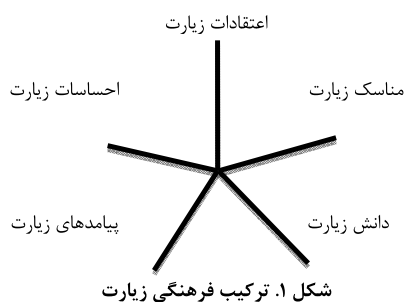 اعتقادات زیارت
مناسک زیارت
احساسات زیارت
دانش زیارت
پیامدهای زیارت
شکل ۱. ترکیب فرهنگی زیارت